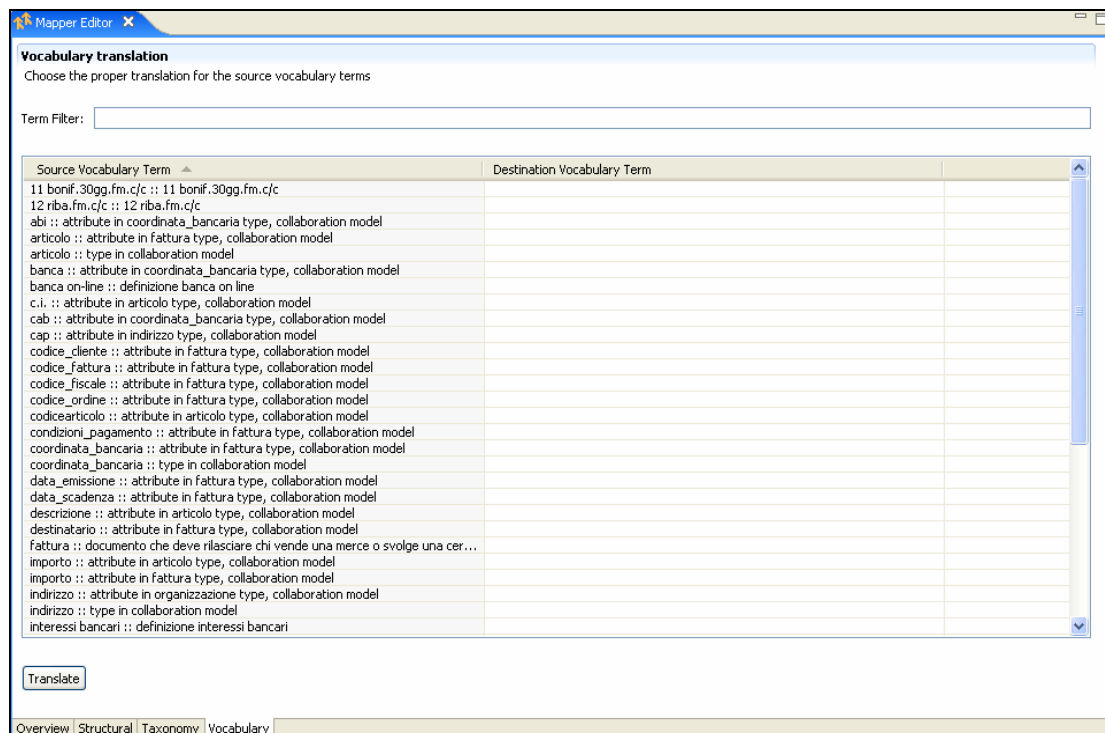 Mapper Editor
Vocabulary translation
Choose the proper translation for the source vocabulary terms
Term Filter:
Source Vocabulary Term Destination Vocabulary Term
11 bonif.30gg.fm.c/c :: 11 bonif.30gg.fm.c/c
12 riba.fm.c/c :: 12 riba.fm.c/c
abi :: attribute in coordinata_bancaria type, collaboration model
articolo :: attribute in fattura type, collaboration model
articolo :: type in collaboration model
banca :: attribute in coordinata_bancaria type, collaboration model
banca on-line :: definizione banca on line
c.i. :: attribute in articolo type, collaboration model
cab :: attribute in coordinata_bancaria type, collaboration model
cap :: attribute in indirizzo type, collaboration model
codice_cliente :: attribute in fattura type, collaboration model
codice_fattura :: attribute in fattura type, collaboration model
codice_fiscale :: attribute in fattura type, collaboration model
codice_ordine :: attribute in fattura type, collaboration model
codicearticolo :: attribute in articolo type, collaboration model
condizioni_pagamento :: attribute in fattura type, collaboration model
coordinata_bancaria :: attribute in fattura type, collaboration model
coordinata_bancaria :: type in collaboration model
data_emissione :: attribute in fattura type, collaboration model
data_scadenza :: attribute in fattura type, collaboration model
descrizione :: attribute in articolo type, collaboration model
destinatario :: attribute in fattura type, collaboration model
fattura :: documento che deve rilasciare chi vende una merce o svolge una cer...
importo :: attribute in articolo type, collaboration model
importo :: attribute in fattura type, collaboration model
indirizzo :: attribute in organizzazione type, collaboration model
indirizzo :: type in collaboration model
interessi bancari :: definizione interessi bancari
Translate
Overview Structural Taxonomy Vocabulary